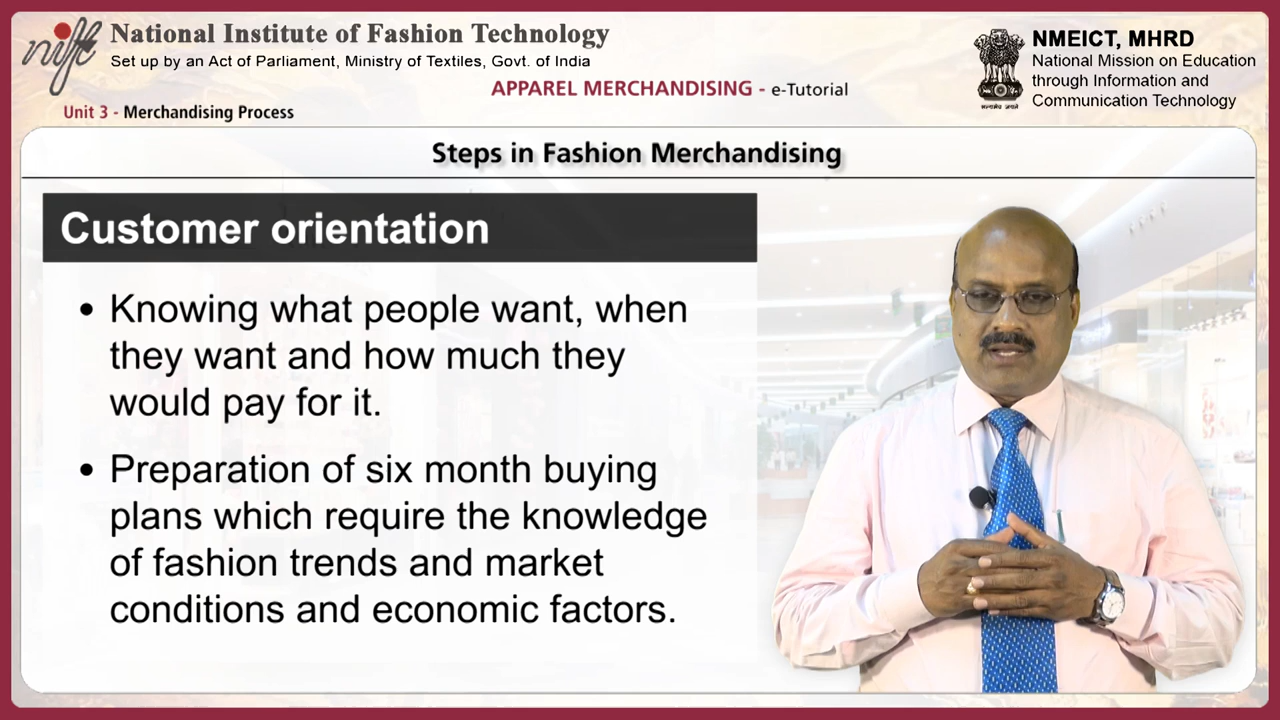 nift
National Institute of Fashion Technology
Set up by an Act of Parliament, Ministry of Textiles, Govt. of India
NMEICT, MHRD
National Mission on Education
through Information and
Communication Technology
सत्यमेव जयते
APPAREL MERCHANDISING - e-Tutorial
Unit 3 - Merchandising Process
Steps in Fashion Merchandising
Customer orientation
• Knowing what people want, when
they want and how much they
would pay for it.
• Preparation of six month buying
plans which require the knowledge
of fashion trends and market
conditions and economic factors.